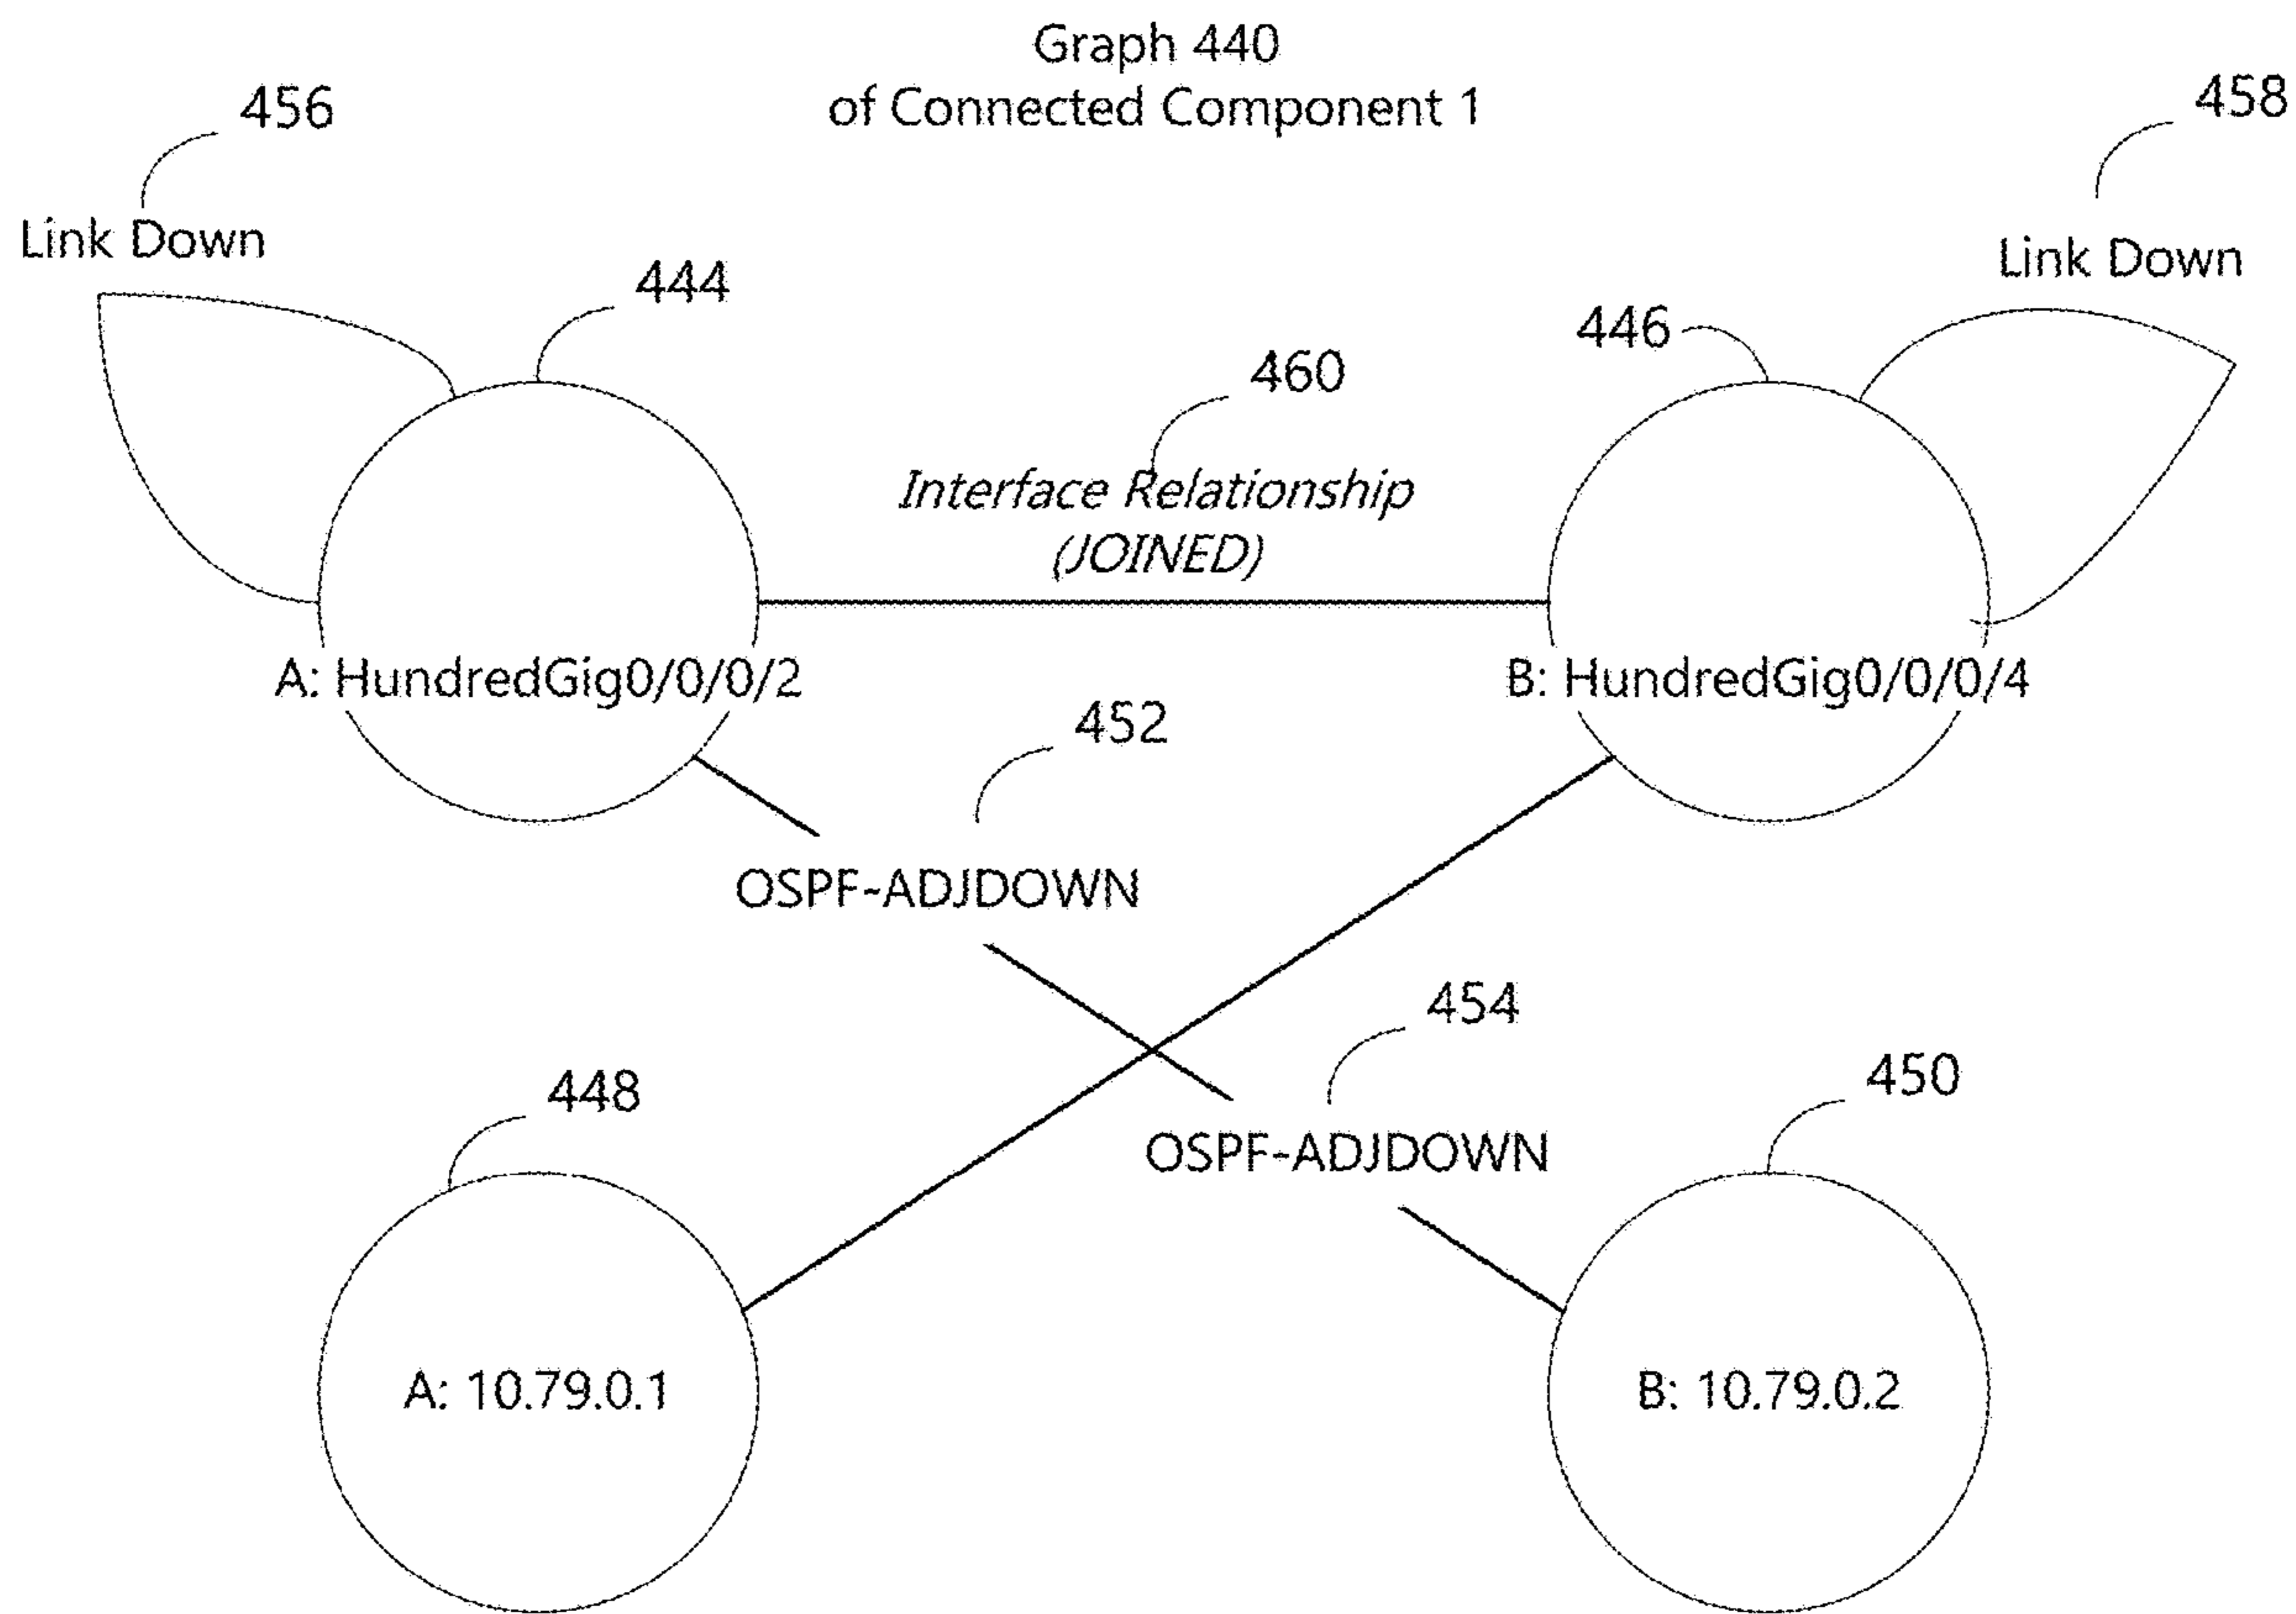 Graph 440
of Connected Component 1
456
458
Link Down
Link Down
444
446
460
Interface Relationship
(JOINED)
A: HundredGig0/0/0/2
B: HundredGig0/0/0/4
452
OSPF-ADJDOWN
454
OSPF-ADJDOWN
448
450
A: 10.79.0.1
B: 10.79.0.2